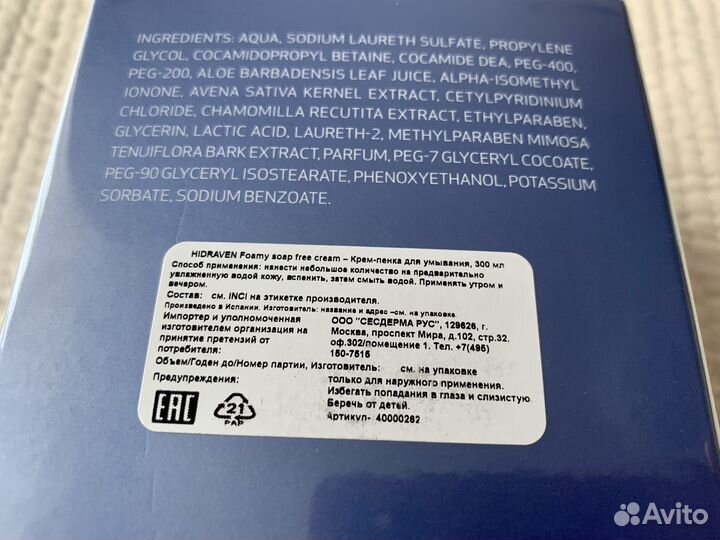 INGREDIENTS: AQUA, SODIUM LAURETH SULFATE, PROPYLENE
GLYCOL, COCAMIDOPROPYL BETAINE, COCAMIDE DEA, PEG-400,
PEG-200, ALOE BARBADENSIS LEAF JUICE, ALPHA-ISOMETHYL
IONONE, AVENA SATIVA KERNEL EXTRACT, CETYLPYRIDINIUM
CHLORIDE, CHAMOMILLA RECUTITA EXTRACT, ETHYLPARABEN,
GLYCERIN, LACTIC ACID, LAURETH-2, METHYLPARABEN MIMOSA
TENUIFLORA BARK EXTRACT, PARFUM, PEG-7 GLYCERYL COCOATE,
PEG-90 GLYCERYL ISOSTEARATE, PHENOXYETHANOL, POTASSIUM
SORBATE, SODIUM BENZOATE.
HIDRAVEN Foamy soap free cream – Крем-пенка для умывания, 300 мл
Способ применения: нанести небольшое количество на предварительно
увлажненную водой кожу, вспенить, затем смыть водой. Применять утром и
вечером.
Состав: см. INCI на этикетке производителя.
Произведено в Испании. Изготовитель: название и адрес –см. на упаковке.
Импортер и уполномоченная ООО "СЕСДЕРМА РУС", 129626, г.
изготовителем организация на Москва, проспект Мира, д.102, стр.32.
принятие претензий от оф.302/помещение 1. Тел. +7(495)
потребителя: 150-7515
Объем/Годен до/Номер партии, Изготовитель: см. на упаковке
Предупреждения: только для наружного применения.
Избегать попадания в глаза и слизистую.
Беречь от детей.
Артикул- 40000262
EAC
21
PAP
Avito